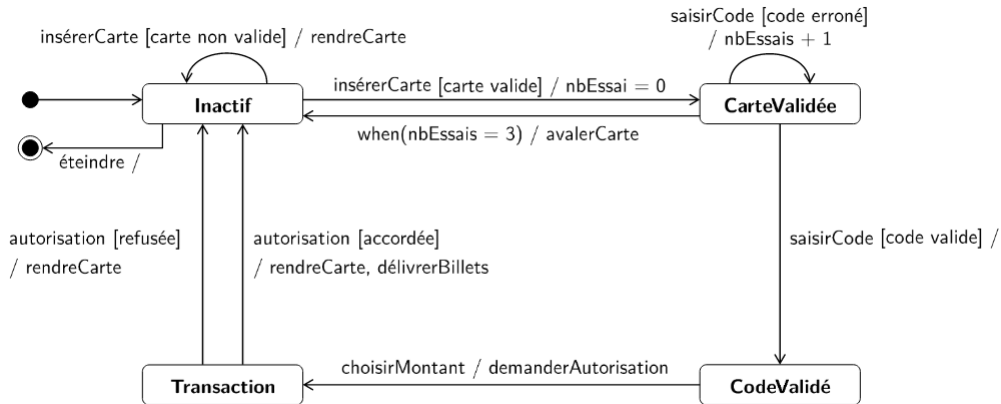 saisirCode [code erroné]
/ nbEssais + 1
insérerCarte [carte non valide] / rendreCarte
insérerCarte [carte valide] / nbEssai = 0
Inactif
CarteValidée
when(nbEssais = 3) / avalerCarte
éteindre /
autorisation [refusée]
/ rendreCarte
autorisation [accordée]
/ rendreCarte, délivrerBillets
saisirCode [code valide] /
choisirMontant / demanderAutorisation
Transaction
CodeValidé